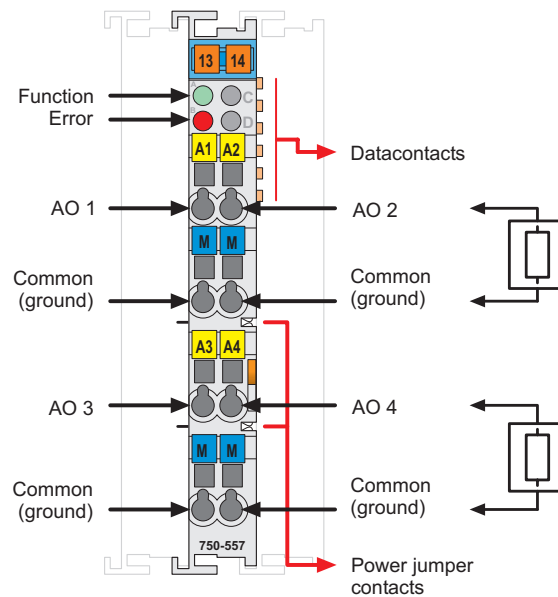 13 14
A
Function
C
B
Error
D
A1 A2
Datacontacts
AO 1
AO 2
M M
Common
(ground)
Common
(ground)
A3 A4
AO 3
AO 4
M M
Common
(ground)
Common
(ground)
750-557
Power jumper
contacts